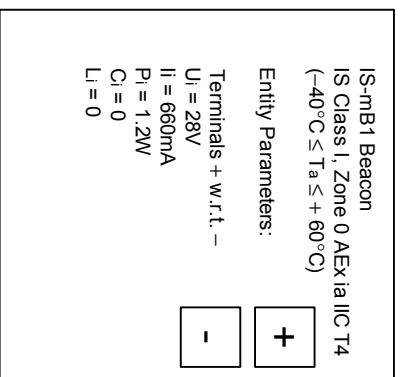 IS-mB1 Beacon
IS Class I, Zone 0 AEx ia IIC T4
(–40°C ≤ Ta ≤ + 60°C)
Entity Parameters:
Terminals + w.r.t. –
Ui = 28V
Ii = 660mA
Pi = 1.2W
Ci = 0
Li = 0
+
-